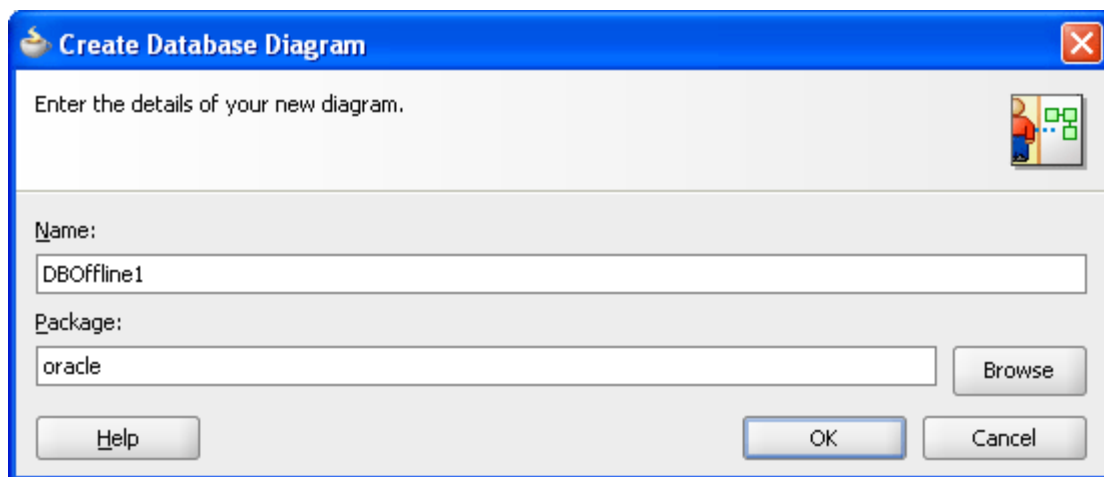 Create Database Diagram
Enter the details of your new diagram.
Name:
DBOffline1
Package:
oracle
Browse
Help
OK
Cancel